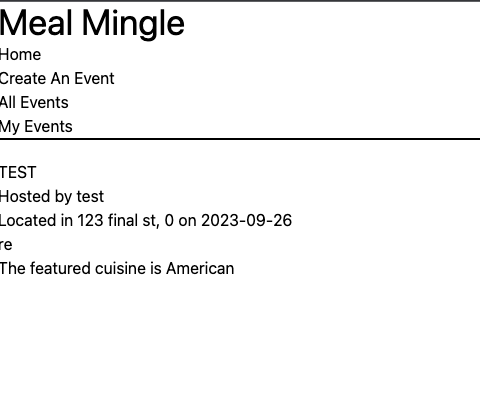 Meal Mingle
Home
Create An Event
All Events
My Events
TEST
Hosted by test
Located in 123 final st, 0 on 2023-09-26
re
The featured cuisine is American